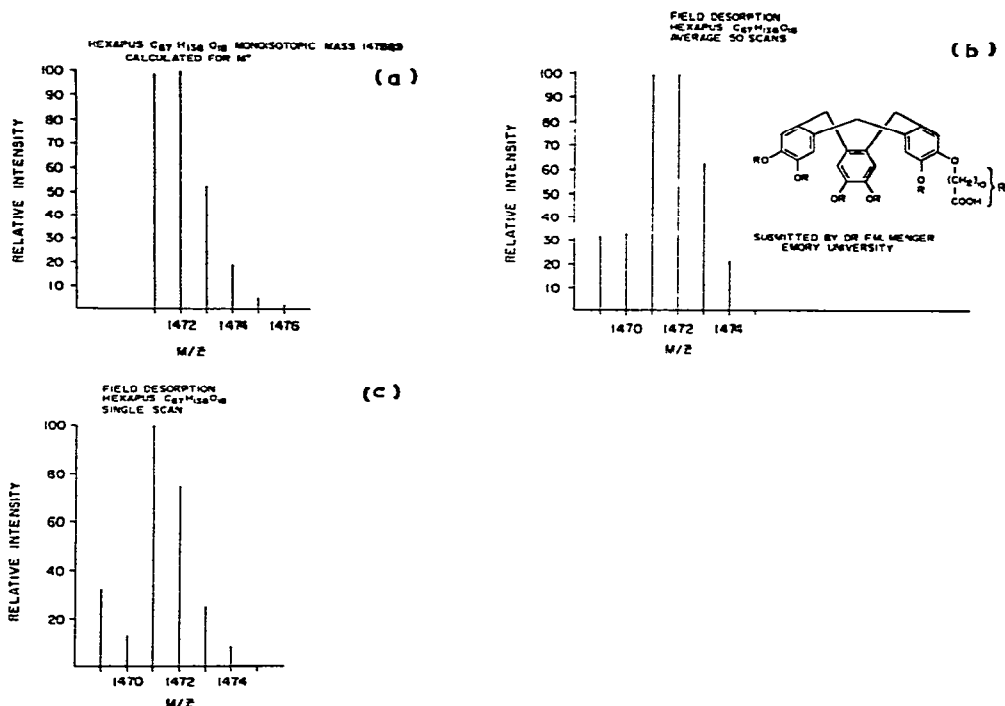 HEXAPUS C87 H138 O18 MONOISOTOPIC MASS
CALCULATED FOR M+
(a)
RELATIVE INTENSITY
100
90
80
70
60
50
40
30
20
10
1472
1474
1476
M/Z
FIELD DESORPTION
HEXAPUS C87H138O18
AVERAGE 50 SCANS
(b)
RELATIVE INTENSITY
100
90
80
70
60
50
40
30
20
10
1470
1472
1474
M/Z
RO
OR
OR
OR
O
R
O
(CH2)10
COOH
R
SUBMITTED BY DR F.M. MENGER
EMORY UNIVERSITY
FIELD DESORPTION
HEXAPUS C87H138O18
SINGLE SCAN
(c)
RELATIVE INTENSITY
100
80
60
40
20
1470
1472
1474
M/Z